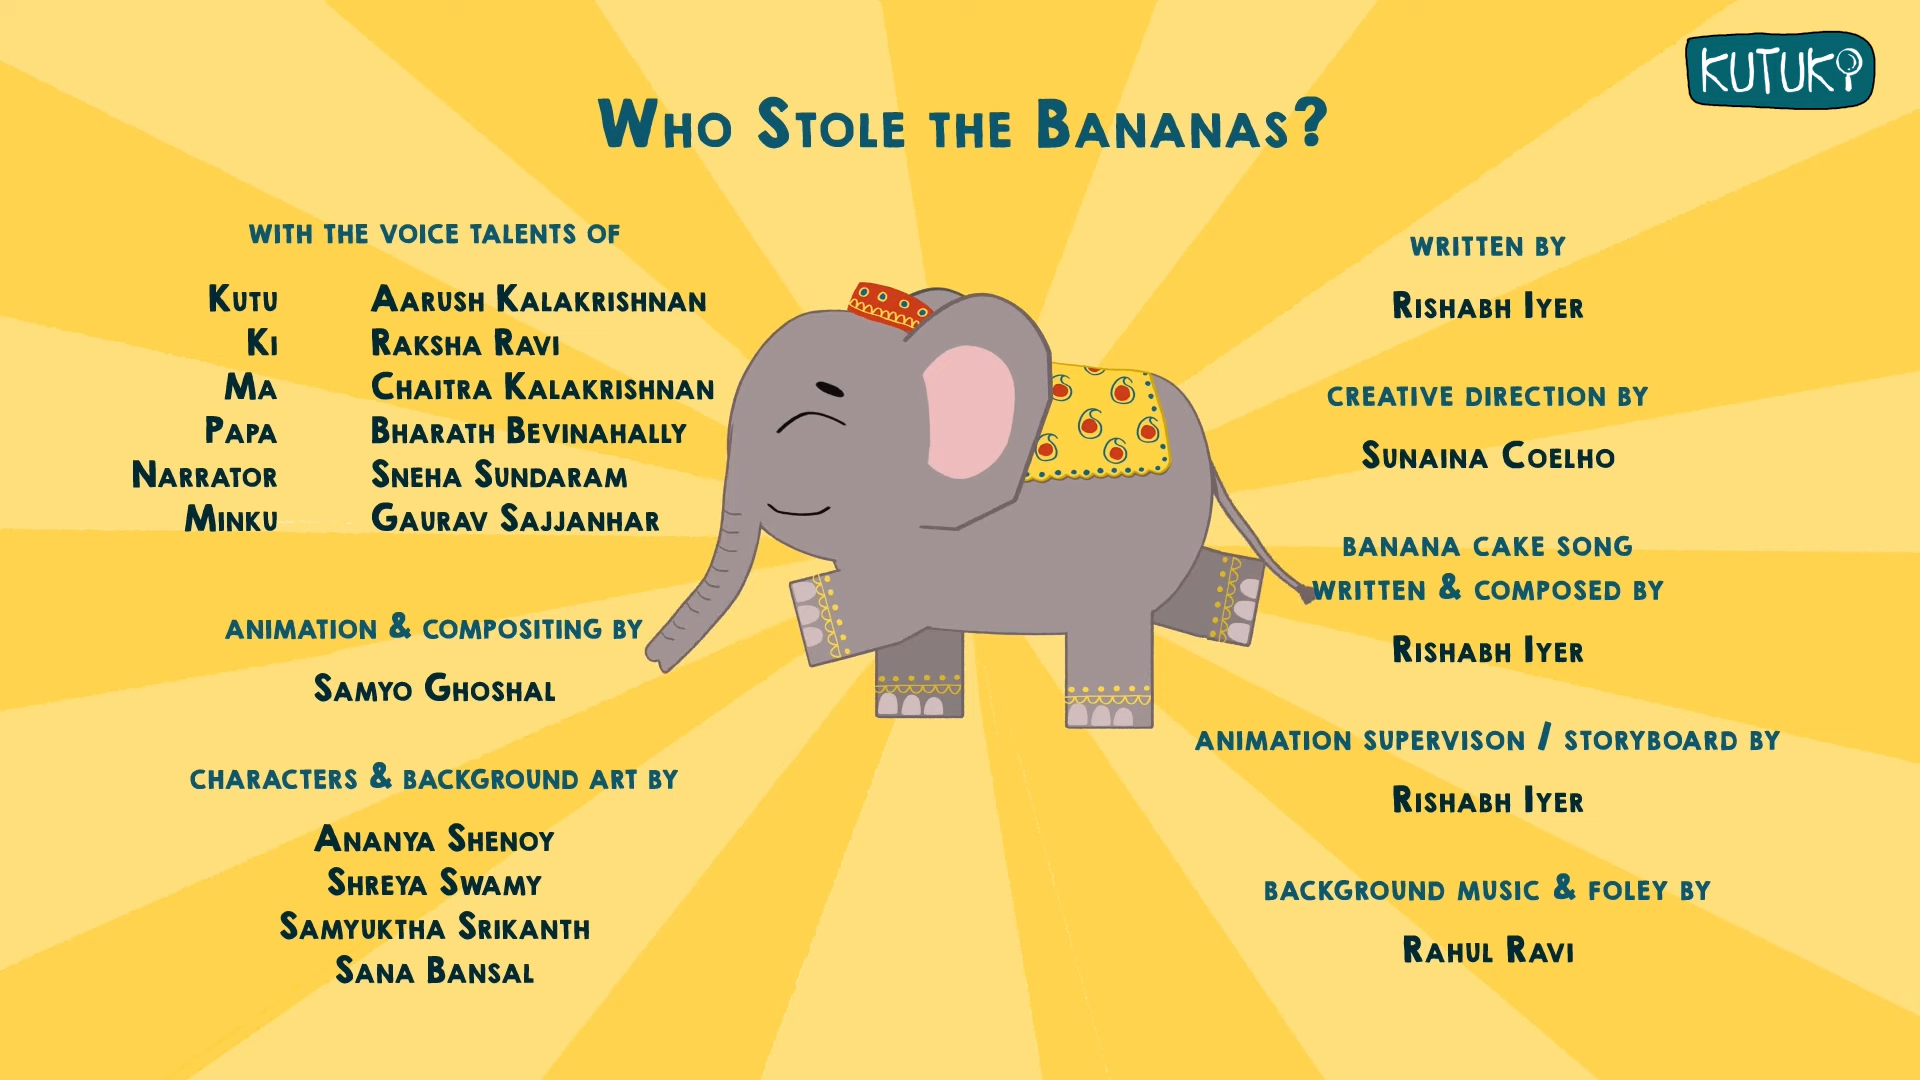 KUTUKI
Who Stole the Bananas?
WITH THE VOICE TALENTS OF
Kutu Aarush Kalakrishnan
Ki Raksha Ravi
Ma Chaitra Kalakrishnan
Papa Bharath Bevinahally
Narrator Sneha Sundaram
Minku Gaurav Sajjanhar
ANIMATION & COMPOSITING BY
Samyo Ghoshal
CHARACTERS & BACKGROUND ART BY
Ananya Shenoy
Shreya Swamy
Samyuktha Srikanth
Sana Bansal
WRITTEN BY
Rishabh Iyer
CREATIVE DIRECTION BY
Sunaina Coelho
BANANA CAKE SONG
WRITTEN & COMPOSED BY
Rishabh Iyer
ANIMATION SUPERVISON / STORYBOARD BY
Rishabh Iyer
BACKGROUND MUSIC & FOLEY BY
Rahul Ravi